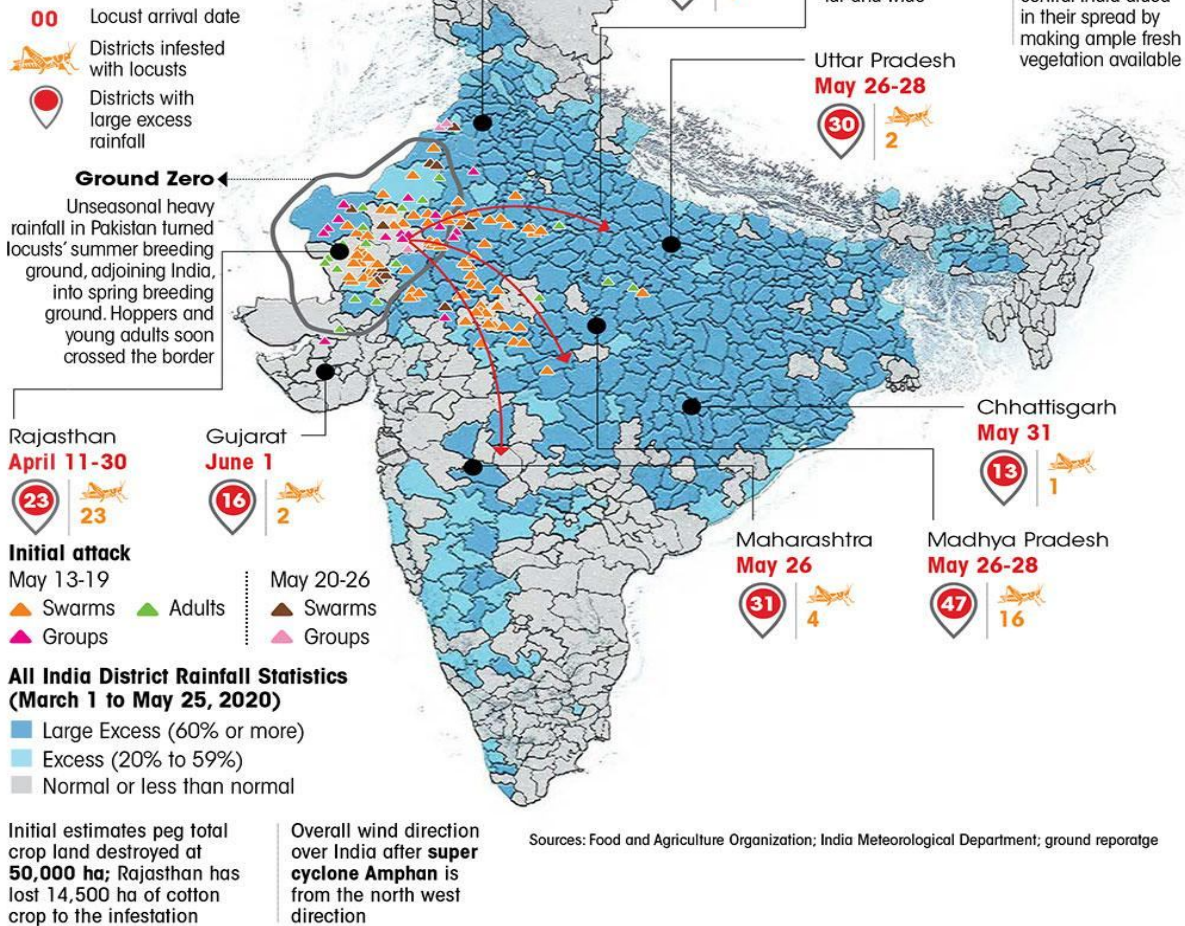 central India aided
in their spread by
making ample fresh
vegetation available
00 Locust arrival date
Districts infested
with locusts
Districts with
large excess
rainfall
Ground Zero
Unseasonal heavy
rainfall in Pakistan turned
locusts’ summer breeding
ground, adjoining India,
into spring breeding
ground. Hoppers and
young adults soon
crossed the border
Uttar Pradesh
May 26-28
30
2
Rajasthan
April 11-30
23
23
Gujarat
June 1
16
2
Chhattisgarh
May 31
13
1
Maharashtra
May 26
31
4
Madhya Pradesh
May 26-28
47
16
Initial attack
May 13-19
Swarms
Adults
Groups
May 20-26
Swarms
Groups
All India District Rainfall Statistics
(March 1 to May 25, 2020)
Large Excess (60% or more)
Excess (20% to 59%)
Normal or less than normal
Initial estimates peg total
crop land destroyed at
50,000 ha; Rajasthan has
lost 14,500 ha of cotton
crop to the infestation
Overall wind direction
over India after super
cyclone Amphan is
from the north west
direction
Sources: Food and Agriculture Organization; India Meteorological Department; ground reporatge